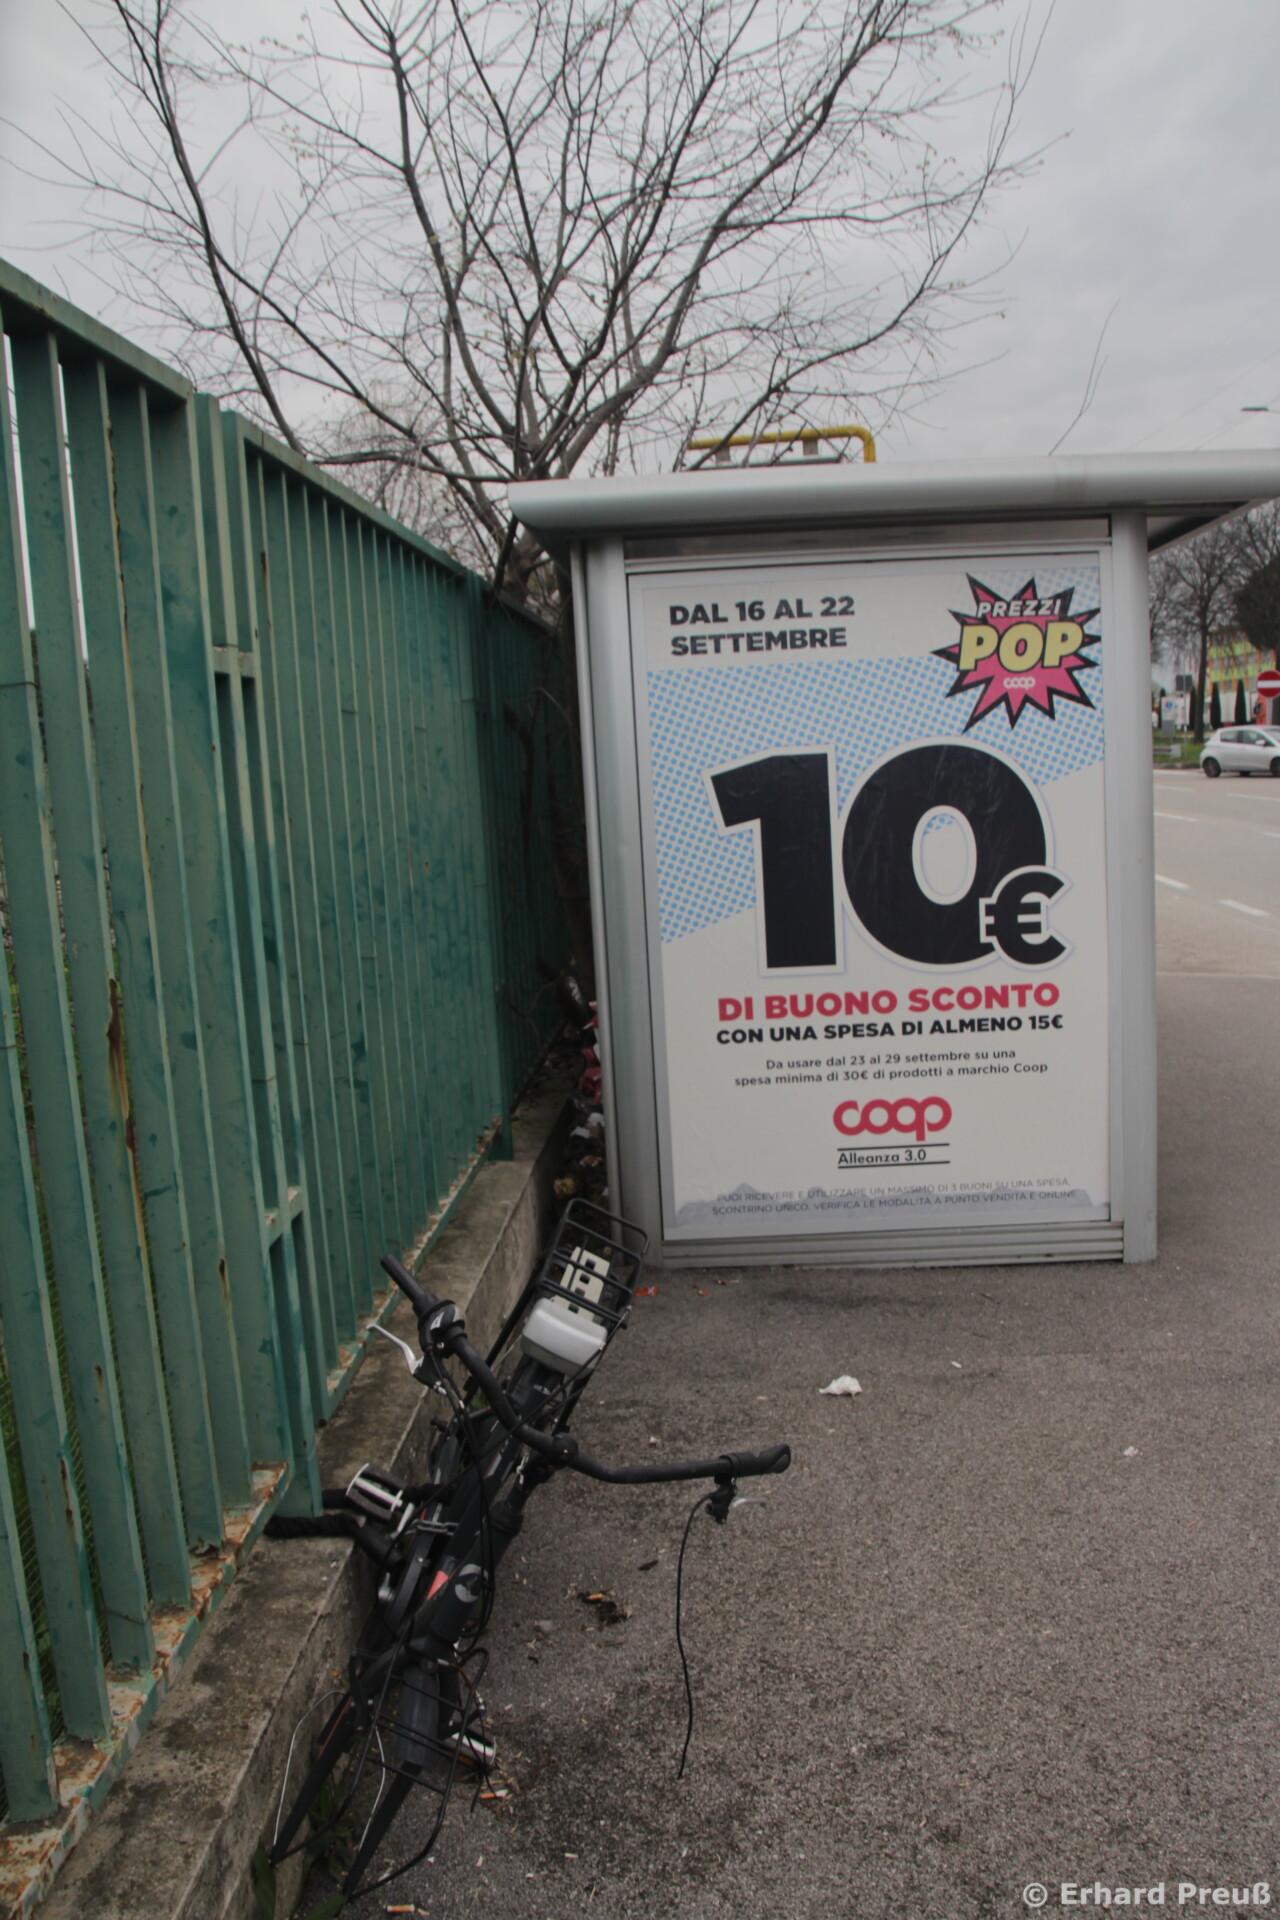 DAL 16 AL 22
SETTEMBRE
PREZZI
POP
coop
10€
DI BUONO SCONTO
CON UNA SPESA DI ALMENO 15€
Da usare dal 23 al 29 settembre su una
spesa minima di 30€ di prodotti a marchio Coop
coop
Alleanza 3.0
PUOI RICEVERE E UTILIZZARE UN MASSIMO DI 3 BUONI SU UNA SPESA,
SCONTRINO UNICO. VERIFICA LE MODALITÀ A PUNTO VENDITA E ONLINE
© Erhard Preuß